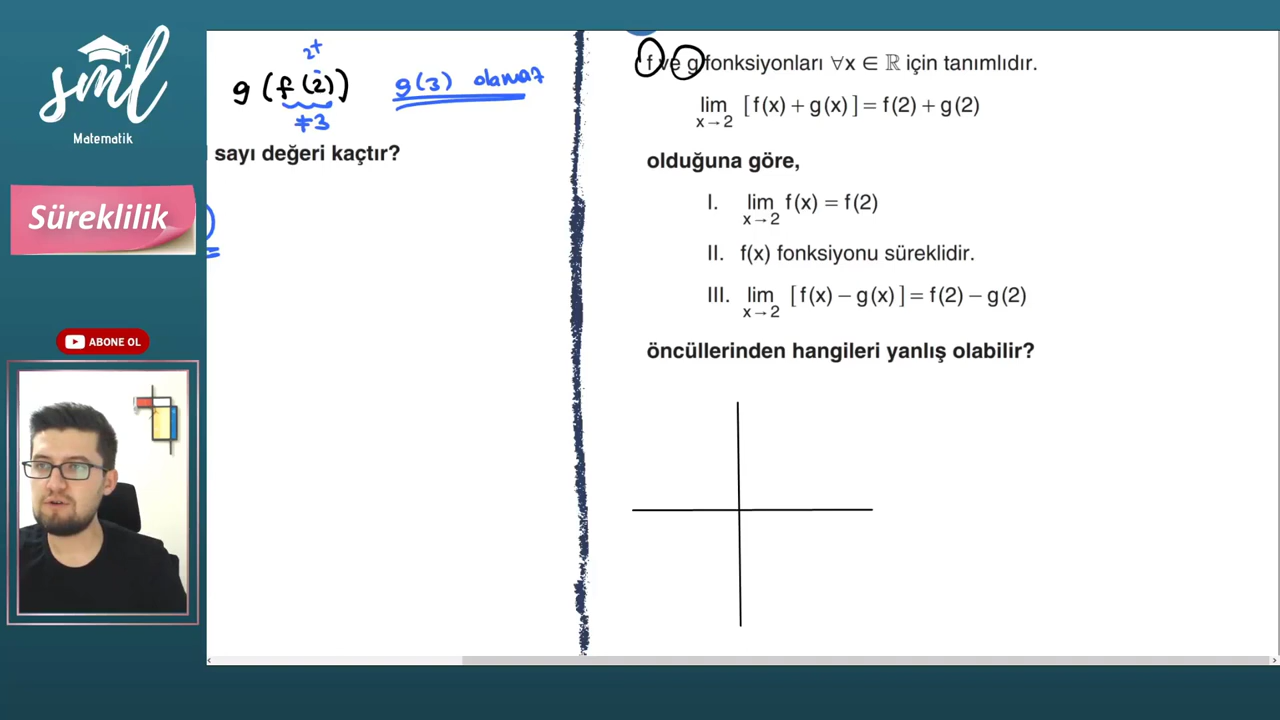 sml
Matematik
Süreklilik
ABONE OL
2+
g (f(2)) g(3) olamaz
≠3
sayı değeri kaçtır?
f ve g fonksiyonları ∀x ∈ ℝ için tanımlıdır.
lim [f(x) + g(x)] = f(2) + g(2)
x→2
olduğuna göre,
I. lim f(x) = f(2)
x→2
II. f(x) fonksiyonu süreklidir.
III. lim [f(x) − g(x)] = f(2) − g(2)
x→2
öncüllerinden hangileri yanlış olabilir?